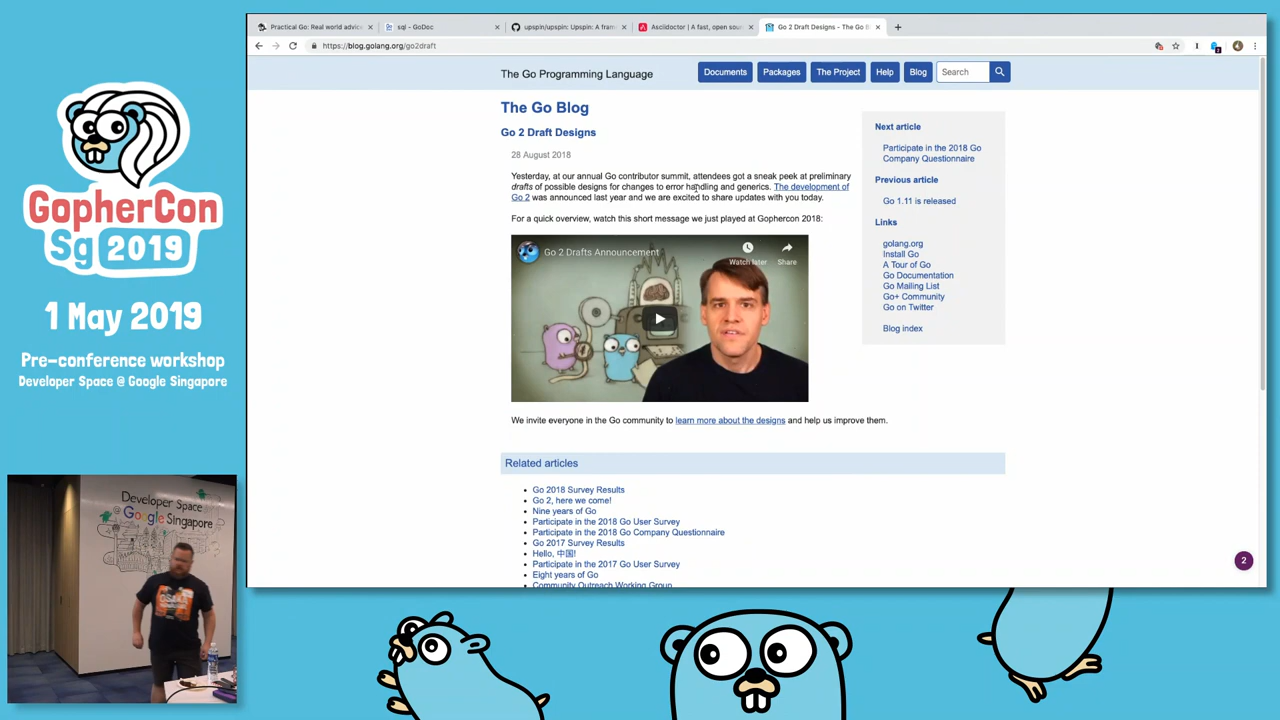 GopherCon
Sg 2019
1 May 2019
Pre-conference workshop
Developer Space @ Google Singapore
Developer Space
@ Google Singapore
Practical Go: Real world advice
sql - GoDoc
upspin/upspin: Upspin: A fram
Asciidoctor | A fast, open sou
Go 2 Draft Designs - The Go B
https://blog.golang.org/go2draft
The Go Programming Language
Documents
Packages
The Project
Help
Blog
Search
The Go Blog
Go 2 Draft Designs
28 August 2018
Yesterday, at our annual Go contributor summit, attendees got a sneak peek at preliminary
drafts of possible designs for changes to error handling and generics. The development of
Go 2 was announced last year and we are excited to share updates with you today.
For a quick overview, watch this short message we just played at Gophercon 2018:
Go 2 Drafts Announcement
Watch later
Share
We invite everyone in the Go community to learn more about the designs and help us improve them.
Related articles
Go 2018 Survey Results
Go 2, here we come!
Nine years of Go
Participate in the 2018 Go User Survey
Participate in the 2018 Go Company Questionnaire
Go 2017 Survey Results
Hello, 中国!
Participate in the 2017 Go User Survey
Eight years of Go
Community Outreach Working Group
Next article
Participate in the 2018 Go
Company Questionnaire
Previous article
Go 1.11 is released
Links
golang.org
Install Go
A Tour of Go
Go Documentation
Go Mailing List
Go+ Community
Go on Twitter
Blog index
2